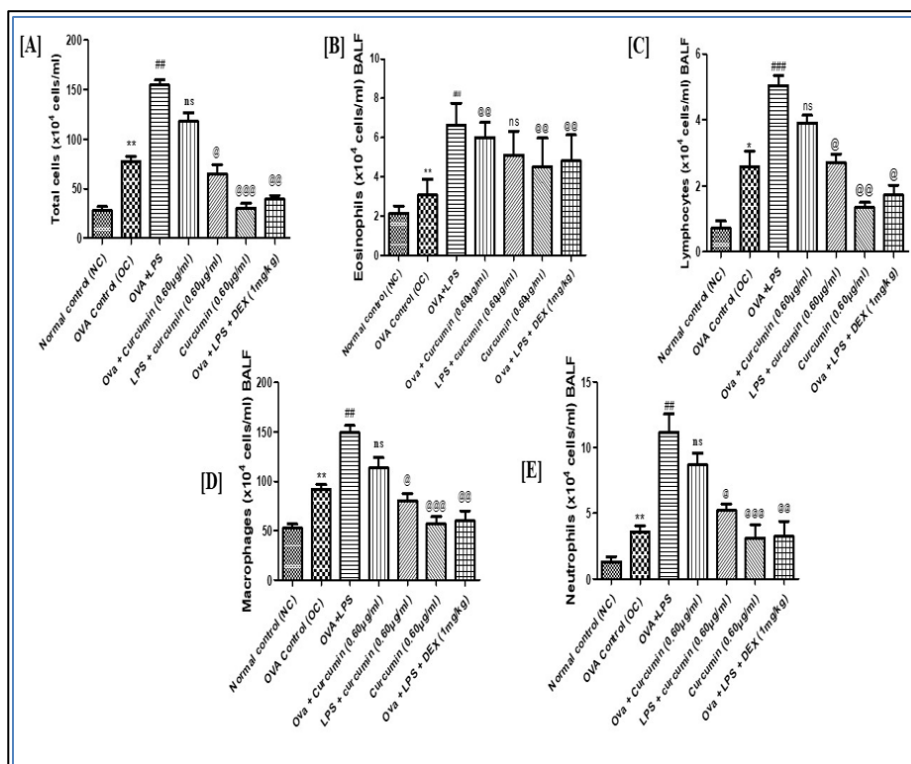 [A]
Total cells (x10⁴ cells/ml)
200
150
100
50
0
**
##
ns
@
@@@
@@
Normal control (NC)
OVA Control (OC)
OVA+LPS
Ova + Curcumin (0.60µg/ml)
LPS + curcumin (0.60µg/ml)
Curcumin (0.60µg/ml)
Ova + LPS + DEX (1mg/kg)
[B]
Eosinophils (x10⁴ cells/ml) BALF
10
8
6
4
2
0
**
@@
ns
@@
@@
Normal control (NC)
OVA Control (OC)
OVA+LPS
Ova + Curcumin (0.60µg/ml)
LPS + curcumin (0.60µg/ml)
Curcumin (0.60µg/ml)
Ova + LPS + DEX (1mg/kg)
[C]
Lymphocytes (x10⁴ cells/ml) BALF
6
4
2
0
*
###
ns
@
@@
@
Normal control (NC)
OVA Control (OC)
OVA+LPS
Ova + Curcumin (0.60µg/ml)
LPS + curcumin (0.60µg/ml)
Curcumin (0.60µg/ml)
Ova + LPS + DEX (1mg/kg)
[D]
Macrophages (x10⁴ cells/ml) BALF
200
150
100
50
0
**
##
ns
@
@@@
@@
Normal control (NC)
OVA Control (OC)
OVA+LPS
Ova + Curcumin (0.60µg/ml)
LPS + curcumin (0.60µg/ml)
Curcumin (0.60µg/ml)
Ova + LPS + DEX (1mg/kg)
[E]
Neutrophils (x10⁴ cells/ml) BALF
15
10
5
0
**
##
ns
@
@@@
@@
Normal control (NC)
OVA Control (OC)
OVA+LPS
Ova + Curcumin (0.60µg/ml)
LPS + curcumin (0.60µg/ml)
Curcumin (0.60µg/ml)
Ova + LPS + DEX (1mg/kg)